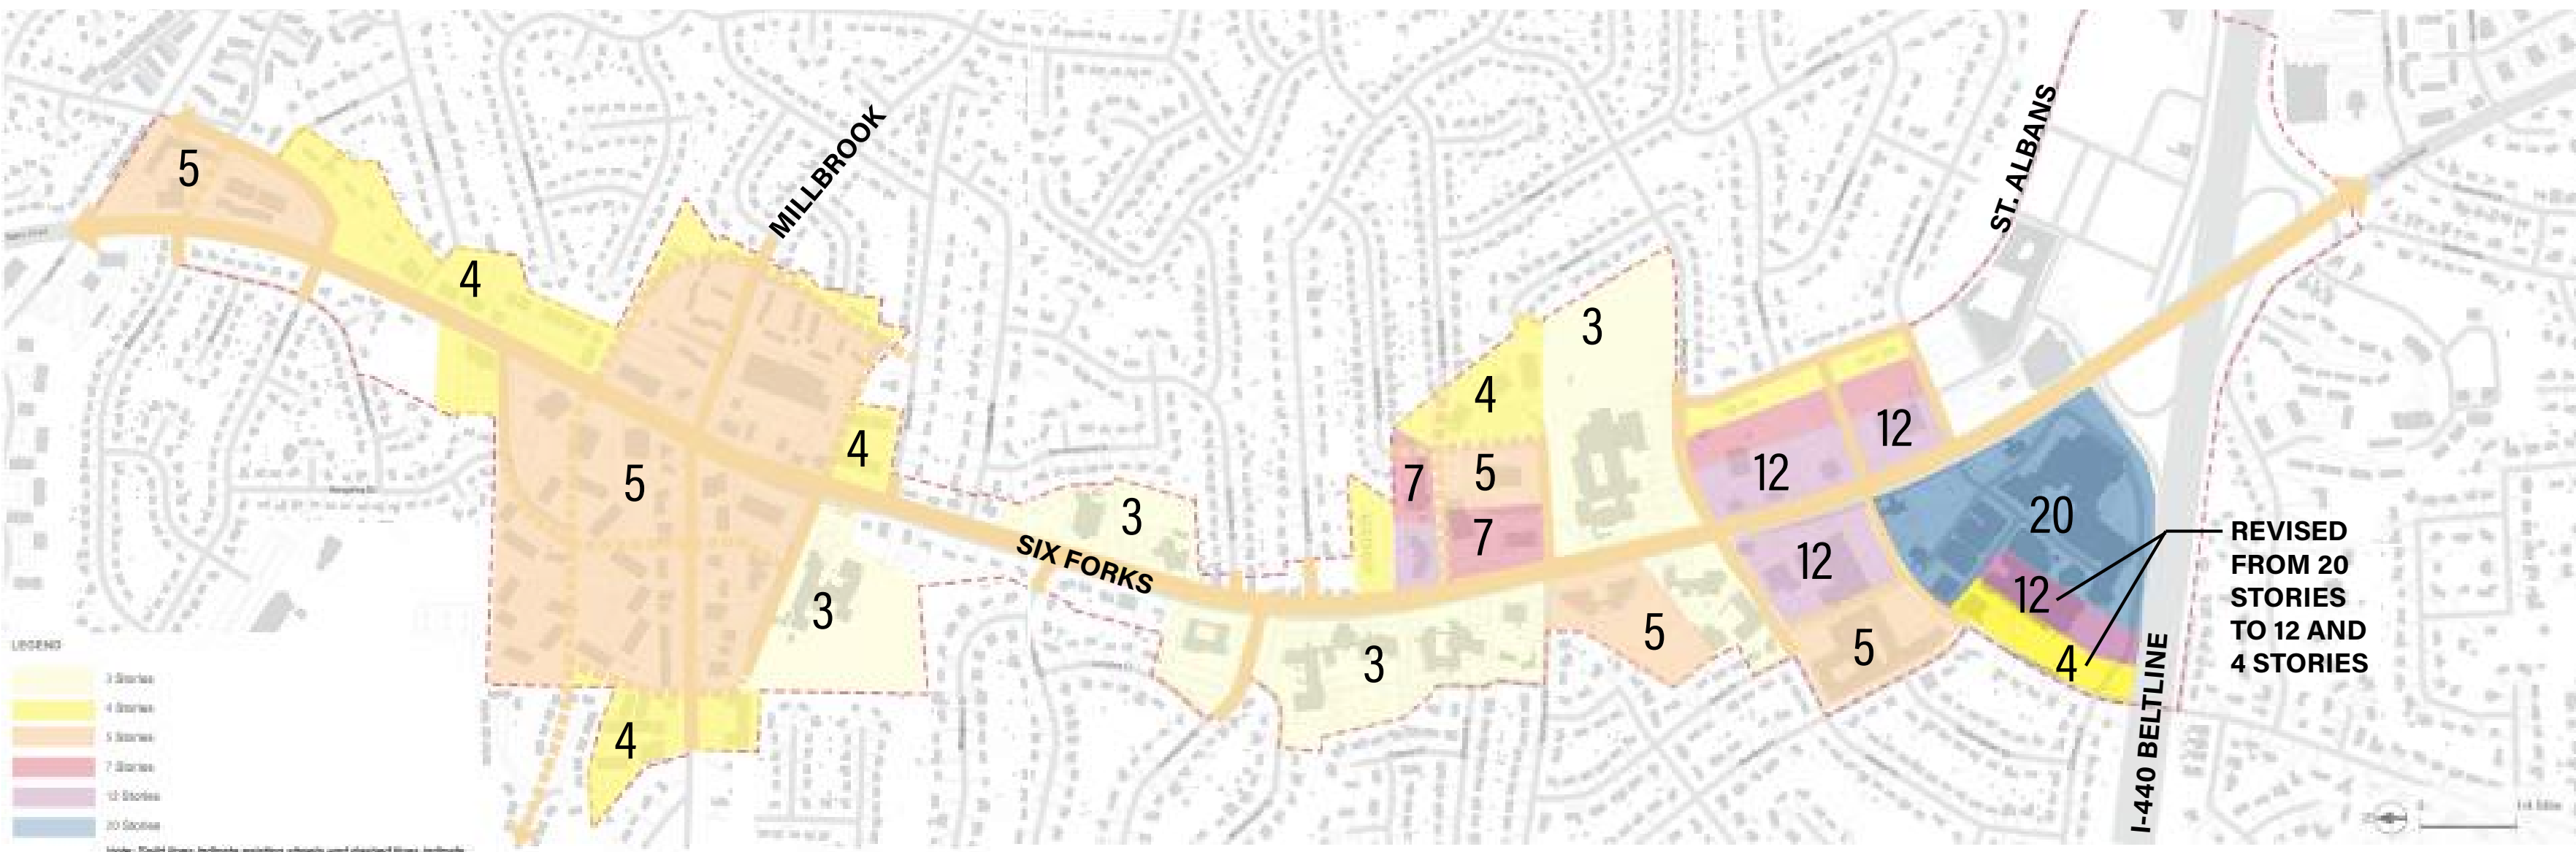 MILLBROOK
ST. ALBANS
5
4
3
4
7
5
12
12
4
5
3
7
20
SIX FORKS
REVISED
FROM 20
STORIES
TO 12 AND
4 STORIES
12
12
3
3
5
5
4
4
I-440 BELTLINE
LEGEND
3 Stories
4 Stories
5 Stories
7 Stories
12 Stories
20 Stories